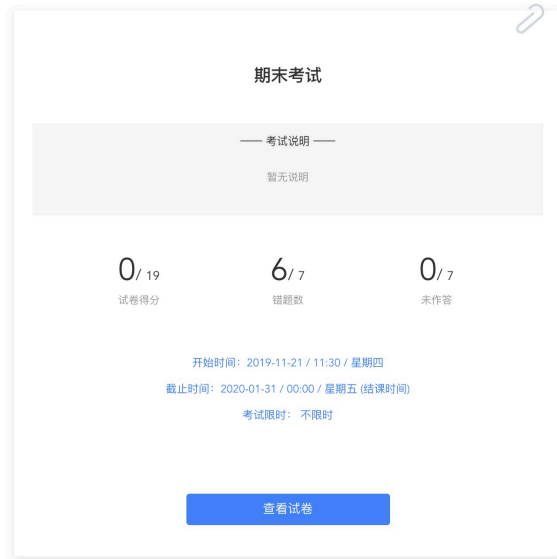 期末考试
—— 考试说明 ——
暂无说明
0/ 19
6/ 7
0/ 7
试卷得分
错题数
未作答
开始时间：2019-11-21 / 11:30 / 星期四
截止时间：2020-01-31 / 00:00 / 星期五 (结课时间)
考试限时： 不限时
查看试卷